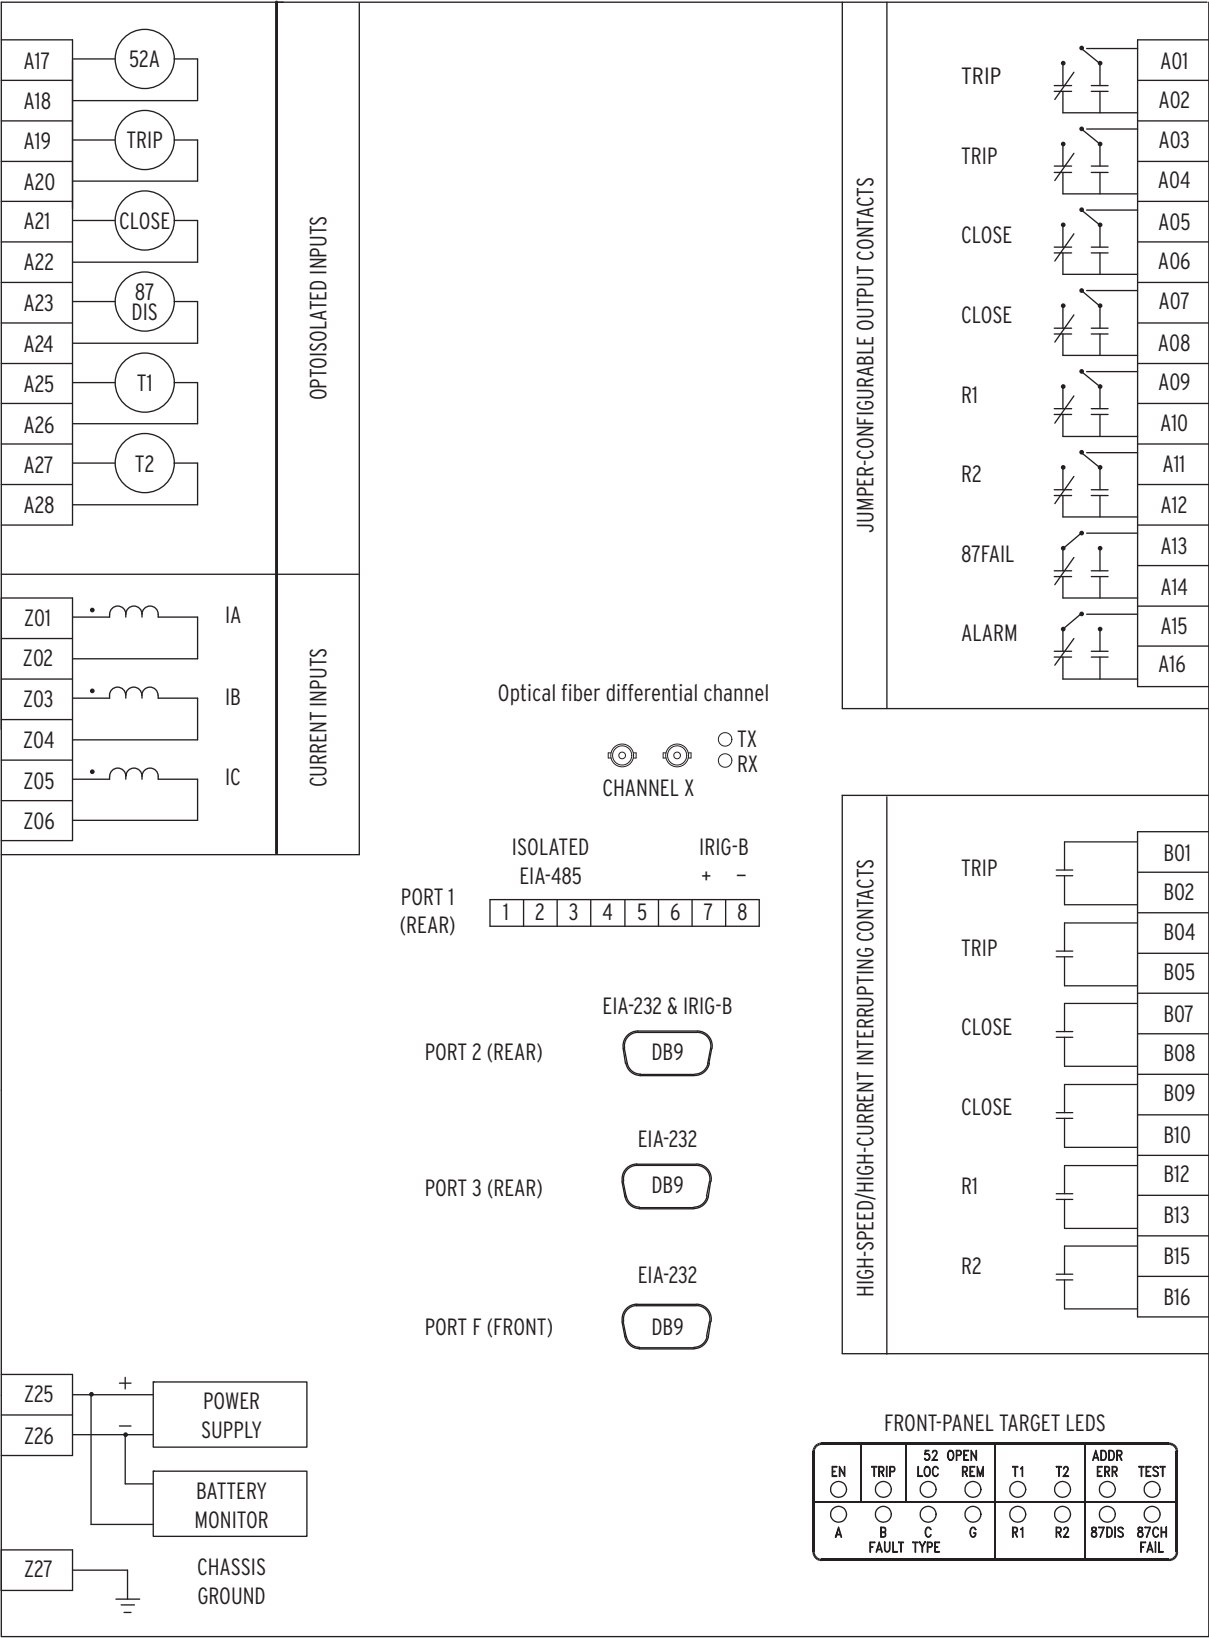 A17
52A
A18
A19
TRIP
A20
A21
CLOSE
A22
A23
87
DIS
A24
A25
T1
A26
A27
T2
A28
OPTOISOLATED INPUTS
Z01
IA
Z02
Z03
IB
Z04
Z05
IC
Z06
CURRENT INPUTS
JUMPER-CONFIGURABLE OUTPUT CONTACTS
TRIP
A01
A02
TRIP
A03
A04
CLOSE
A05
A06
CLOSE
A07
A08
R1
A09
A10
R2
A11
A12
87FAIL
A13
A14
ALARM
A15
A16
Optical fiber differential channel
TX
RX
CHANNEL X
ISOLATED
EIA-485
IRIG-B
+ −
PORT 1
(REAR)
1 2 3 4 5 6 7 8
EIA-232 & IRIG-B
PORT 2 (REAR)
DB9
EIA-232
PORT 3 (REAR)
DB9
EIA-232
PORT F (FRONT)
DB9
HIGH-SPEED/HIGH-CURRENT INTERRUPTING CONTACTS
TRIP
B01
B02
TRIP
B04
B05
CLOSE
B07
B08
CLOSE
B09
B10
R1
B12
B13
R2
B15
B16
Z25
+
Z26
−
POWER
SUPPLY
BATTERY
MONITOR
Z27
CHASSIS
GROUND
FRONT-PANEL TARGET LEDS
52 OPEN ADDR
EN TRIP LOC REM T1 T2 ERR TEST
A B C G R1 R2 87DIS 87CH
FAULT TYPE FAIL